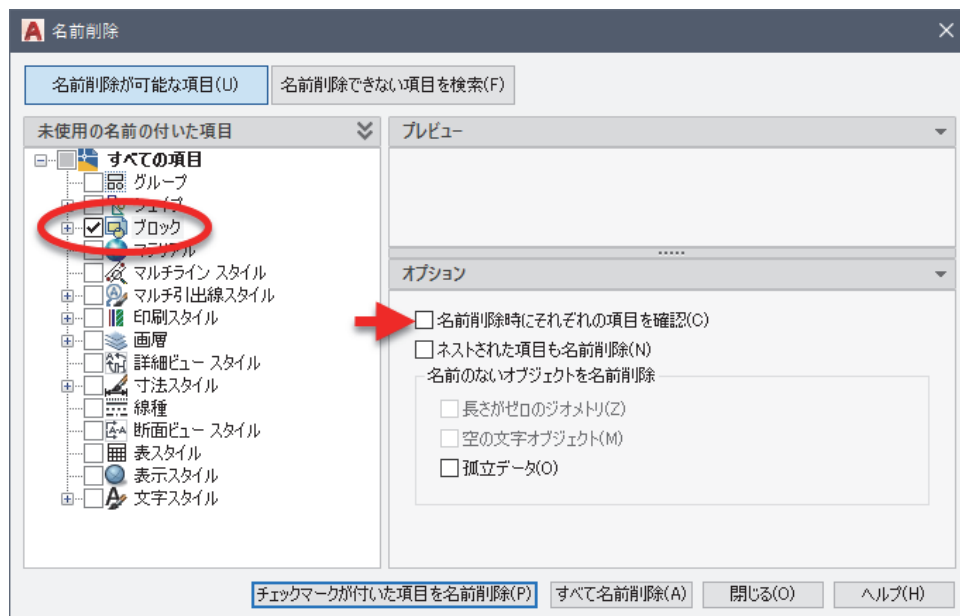 名前削除
名前削除が可能な項目(U)
名前削除できない項目を検索(F)
未使用の名前の付いた項目
すべての項目
グループ
シェイプ
ブロック
マテリアル
マルチライン スタイル
マルチ引出線スタイル
印刷スタイル
画層
詳細ビュー スタイル
寸法スタイル
線種
断面ビュー スタイル
表スタイル
表示スタイル
文字スタイル
プレビュー
オプション
名前削除時にそれぞれの項目を確認(C)
ネストされた項目も名前削除(N)
名前のないオブジェクトを名前削除
長さがゼロのジオメトリ(Z)
空の文字オブジェクト(M)
孤立データ(O)
チェックマークが付いた項目を名前削除(P)
すべて名前削除(A)
閉じる(O)
ヘルプ(H)